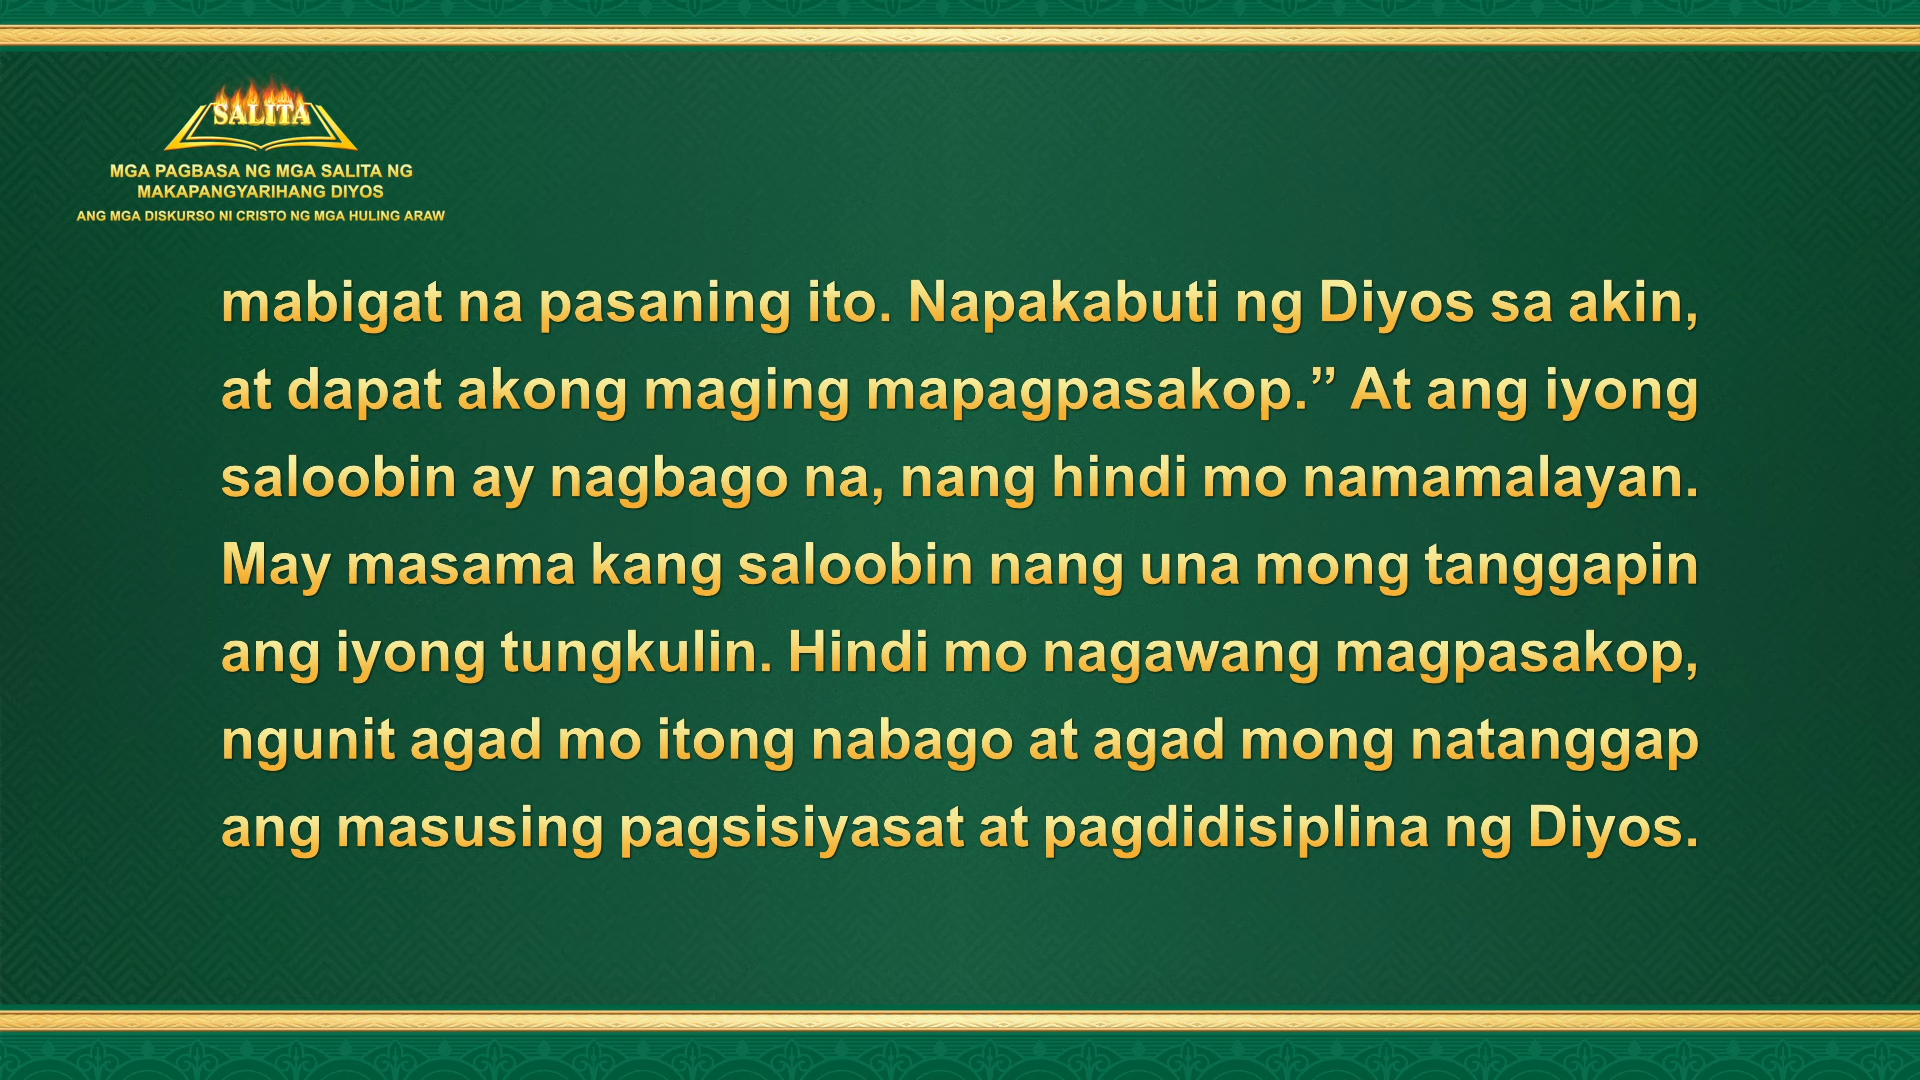 SALITA
MGA PAGBASA NG MGA SALITA NG
MAKAPANGYARIHANG DIYOS
ANG MGA DISKURSO NI CRISTO NG MGA HULING ARAW
mabigat na pasaning ito. Napakabuti ng Diyos sa akin,
at dapat akong maging mapagpasakop.” At ang iyong
saloobin ay nagbago na, nang hindi mo namamalayan.
May masama kang saloobin nang una mong tanggapin
ang iyong tungkulin. Hindi mo nagawang magpasakop,
ngunit agad mo itong nabago at agad mong natanggap
ang masusing pagsisiyasat at pagdidisiplina ng Diyos.